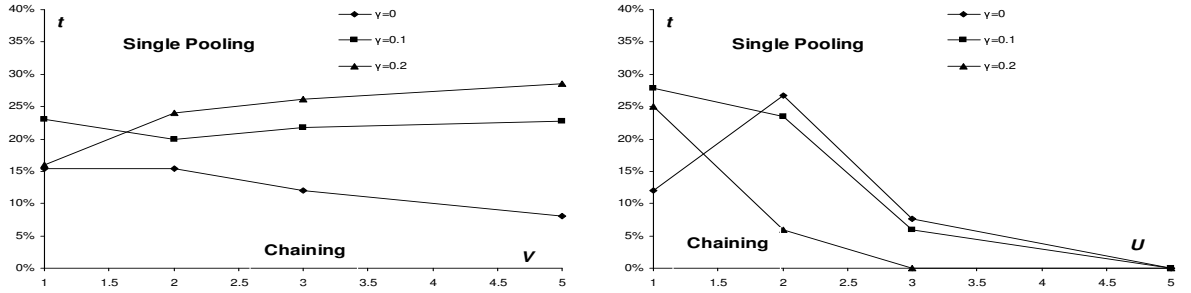 40%
t
γ=0
35%
Single Pooling
γ=0.1
30%
γ=0.2
25%
20%
15%
10%
5%
Chaining
V
0%
1 1.5 2 2.5 3 3.5 4 4.5 5
40%
t
γ=0
35%
Single Pooling
γ=0.1
30%
γ=0.2
25%
20%
15%
10%
5%
Chaining
U
0%
1 1.5 2 2.5 3 3.5 4 4.5 5